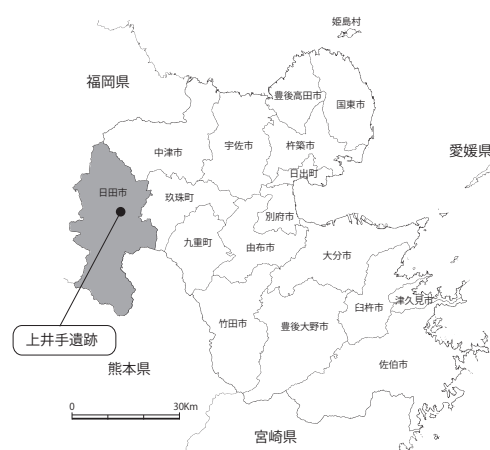 姫島村
福岡県
豊後高田市
国東市
中津市
宇佐市
杵築市
愛媛県
日出町
日田市
玖珠町
別府市
九重町
由布市
大分市
津久見市
臼杵市
竹田市
豊後大野市
上井手遺跡
佐伯市
熊本県
0 30Km
宮崎県